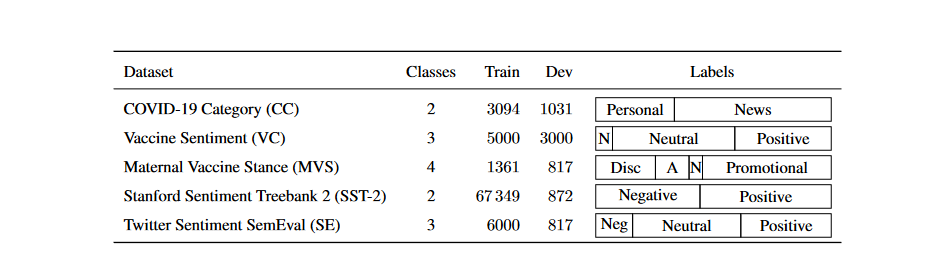 Dataset Classes Train Dev Labels
COVID-19 Category (CC) 2 3094 1031 Personal News
Vaccine Sentiment (VC) 3 5000 3000 N Neutral Positive
Maternal Vaccine Stance (MVS) 4 1361 817 Disc A N Promotional
Stanford Sentiment Treebank 2 (SST-2) 2 67 349 872 Negative Positive
Twitter Sentiment SemEval (SE) 3 6000 817 Neg Neutral Positive